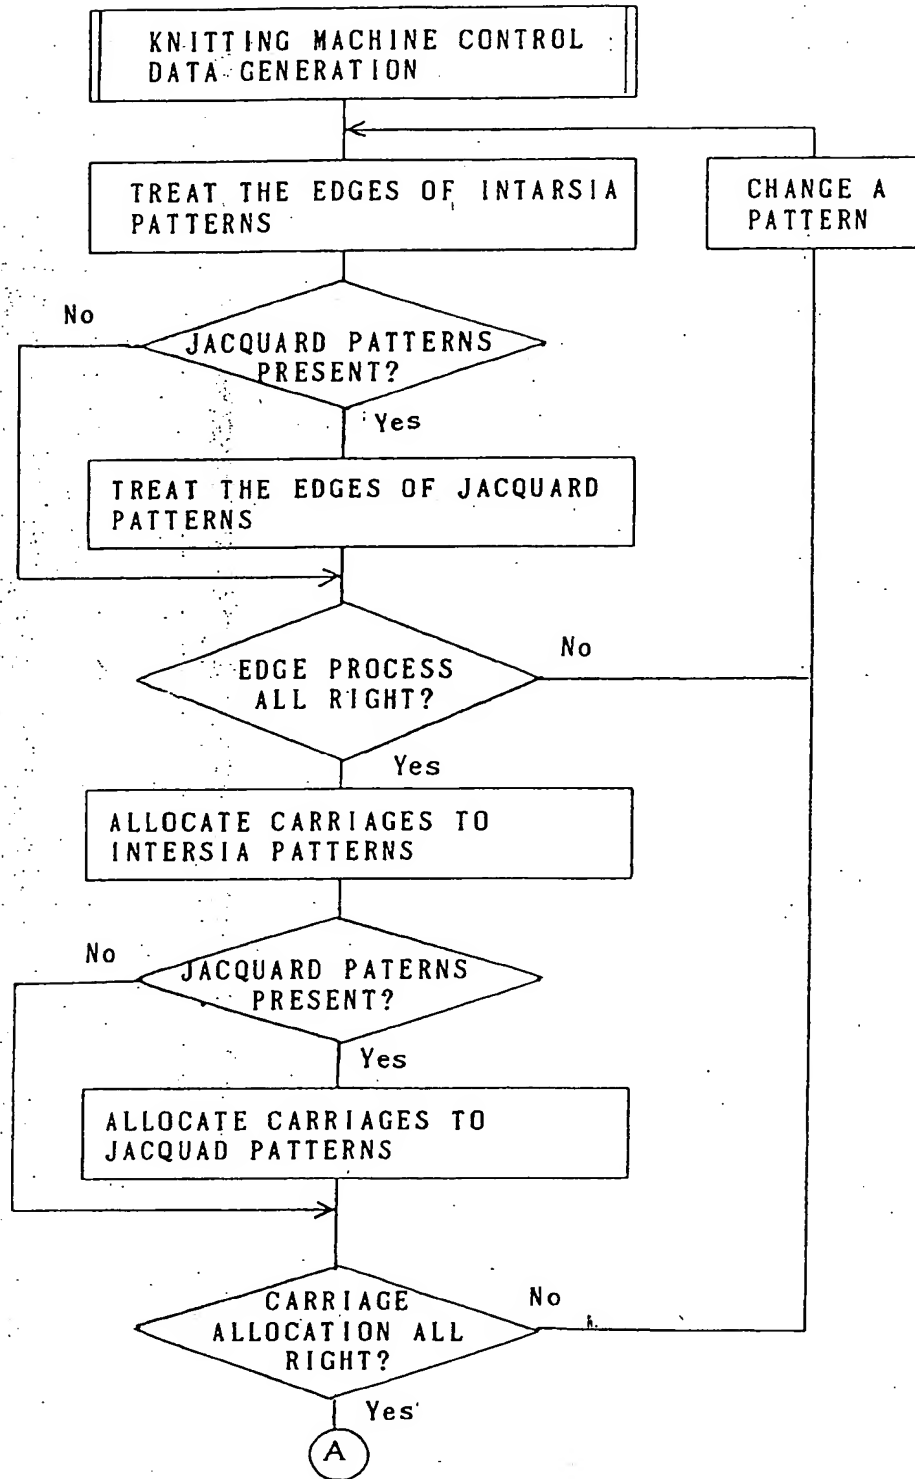 KNITTING MACHINE CONTROL
DATA GENERATION
TREAT THE EDGES OF INTARSIA
PATTERNS
CHANGE A
PATTERN
No
JACQUARD PATTERNS
PRESENT?
Yes
TREAT THE EDGES OF JACQUARD
PATTERNS
EDGE PROCESS
ALL RIGHT?
No
Yes
ALLOCATE CARRIAGES TO
INTERSIA PATTERNS
No
JACQUARD PATERNS
PRESENT?
Yes
ALLOCATE CARRIAGES TO
JACQUAD PATTERNS
CARRIAGE
ALLOCATION ALL
RIGHT?
No
Yes
A